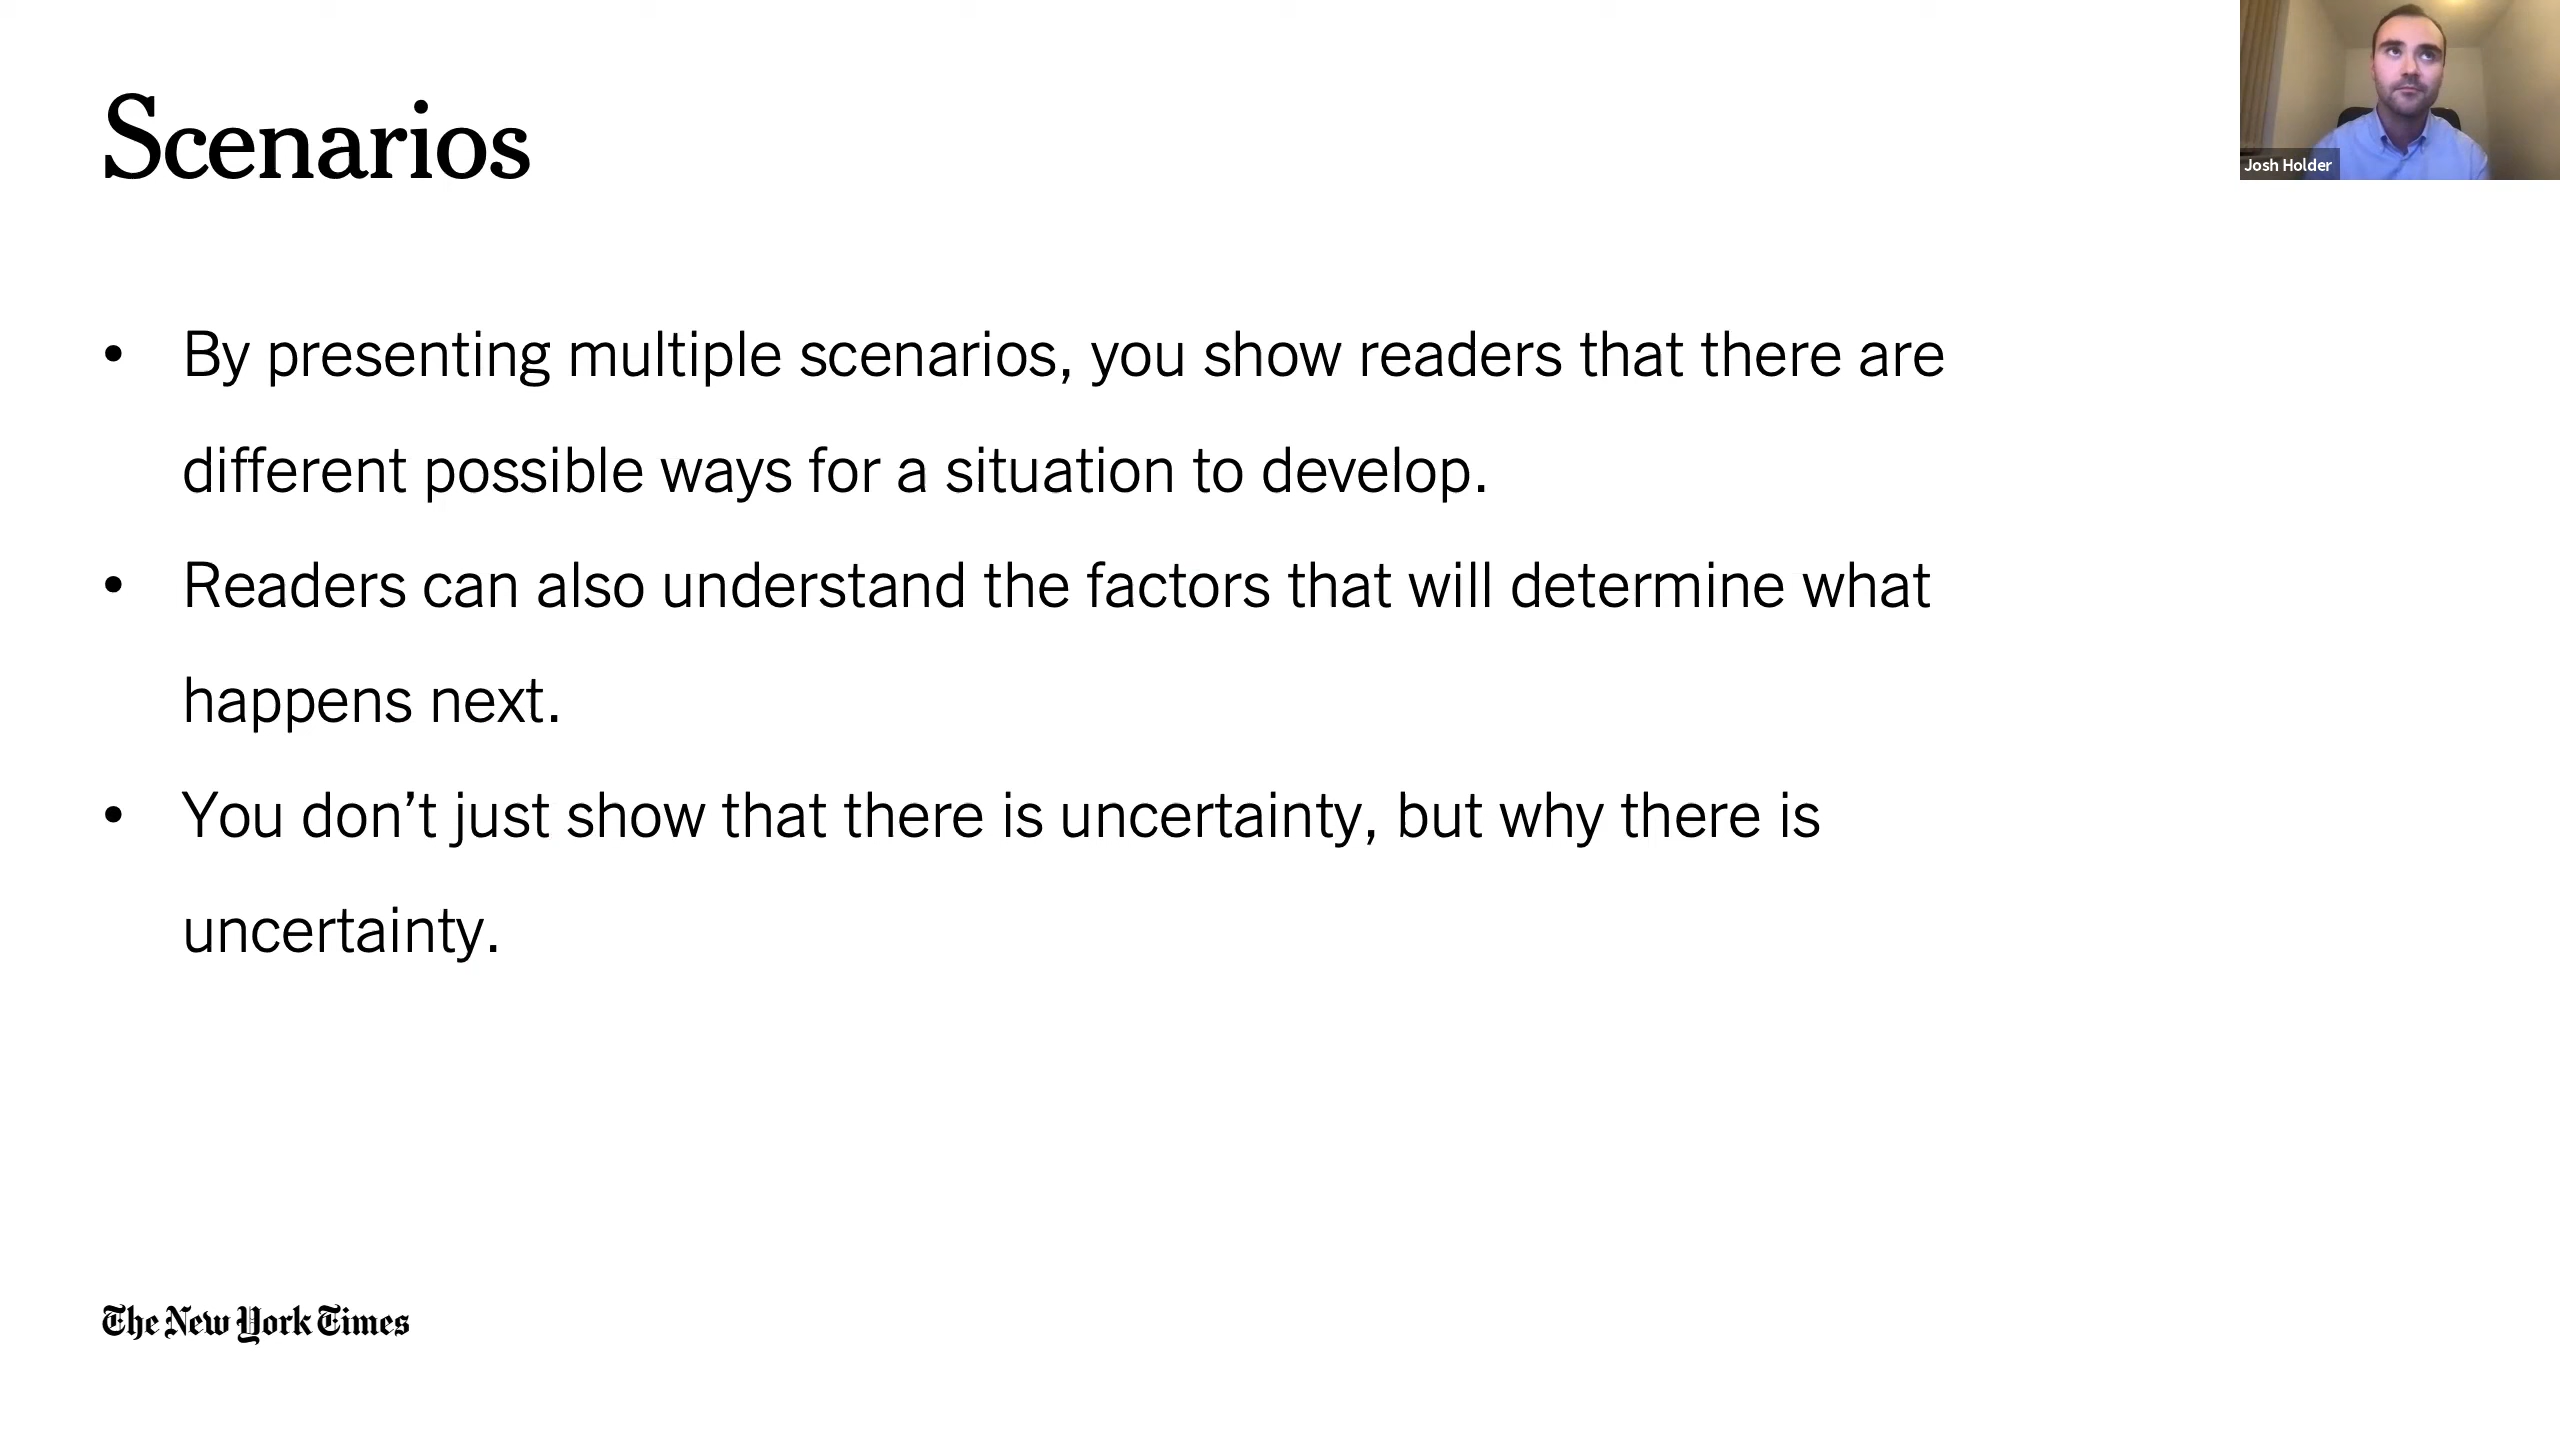 Scenarios
Josh Holder
• By presenting multiple scenarios, you show readers that there are
different possible ways for a situation to develop.
• Readers can also understand the factors that will determine what
happens next.
• You don’t just show that there is uncertainty, but why there is
uncertainty.
The New York Times